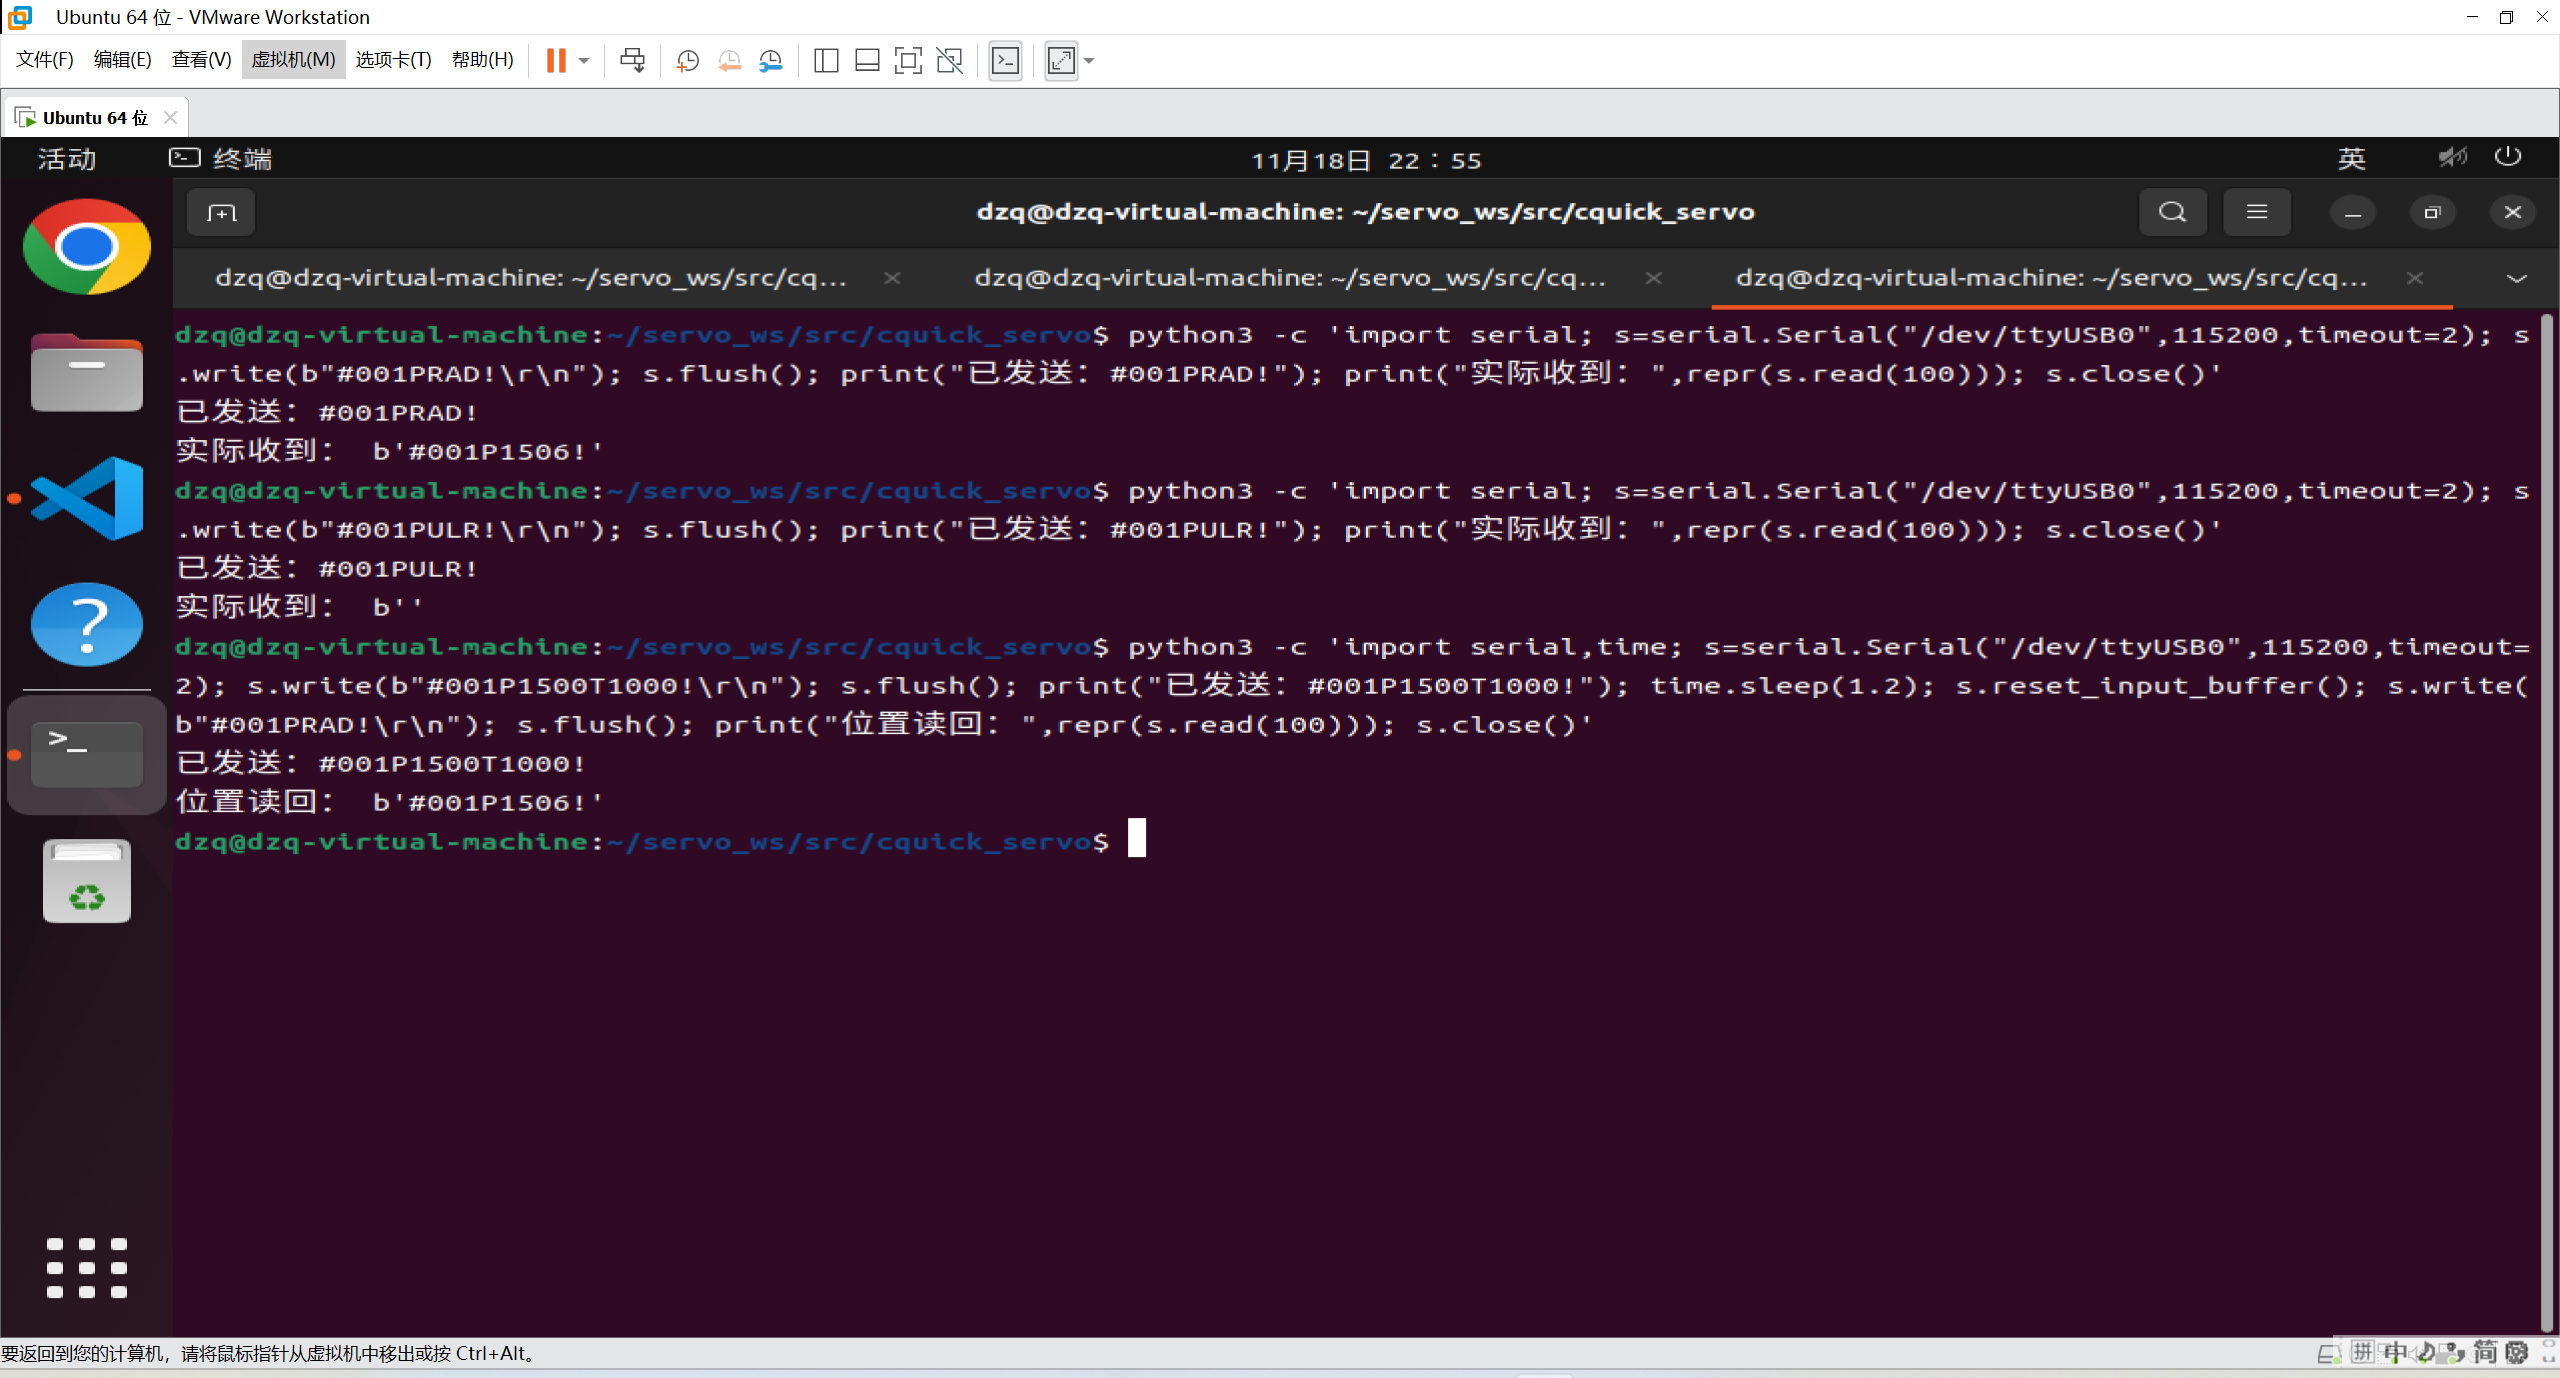 Ubuntu 64 位 - VMware Workstation
文件(F) 编辑(E) 查看(V) 虚拟机(M) 选项卡(T) 帮助(H)
Ubuntu 64 位
活动 终端 11月18日 22：55 英
dzq@dzq-virtual-machine: ~/servo_ws/src/cquick_servo
dzq@dzq-virtual-machine: ~/servo_ws/src/cq... dzq@dzq-virtual-machine: ~/servo_ws/src/cq... dzq@dzq-virtual-machine: ~/servo_ws/src/cq...
dzq@dzq-virtual-machine:~/servo_ws/src/cquick_servo$ python3 -c 'import serial; s=serial.Serial("/dev/ttyUSB0",115200,timeout=2); s
.write(b"#001PRAD!\r\n"); s.flush(); print("已发送：#001PRAD!"); print("实际收到：",repr(s.read(100))); s.close()'
已发送：#001PRAD!
实际收到： b'#001P1506!'
dzq@dzq-virtual-machine:~/servo_ws/src/cquick_servo$ python3 -c 'import serial; s=serial.Serial("/dev/ttyUSB0",115200,timeout=2); s
.write(b"#001PULR!\r\n"); s.flush(); print("已发送：#001PULR!"); print("实际收到：",repr(s.read(100))); s.close()'
已发送：#001PULR!
实际收到： b''
dzq@dzq-virtual-machine:~/servo_ws/src/cquick_servo$ python3 -c 'import serial,time; s=serial.Serial("/dev/ttyUSB0",115200,timeout=
2); s.write(b"#001P1500T1000!\r\n"); s.flush(); print("已发送：#001P1500T1000!"); time.sleep(1.2); s.reset_input_buffer(); s.write(
b"#001PRAD!\r\n"); s.flush(); print("位置读回：",repr(s.read(100))); s.close()'
已发送：#001P1500T1000!
位置读回： b'#001P1506!'
dzq@dzq-virtual-machine:~/servo_ws/src/cquick_servo$
要返回到您的计算机，请将鼠标指针从虚拟机中移出或按 Ctrl+Alt。
拼 中 简